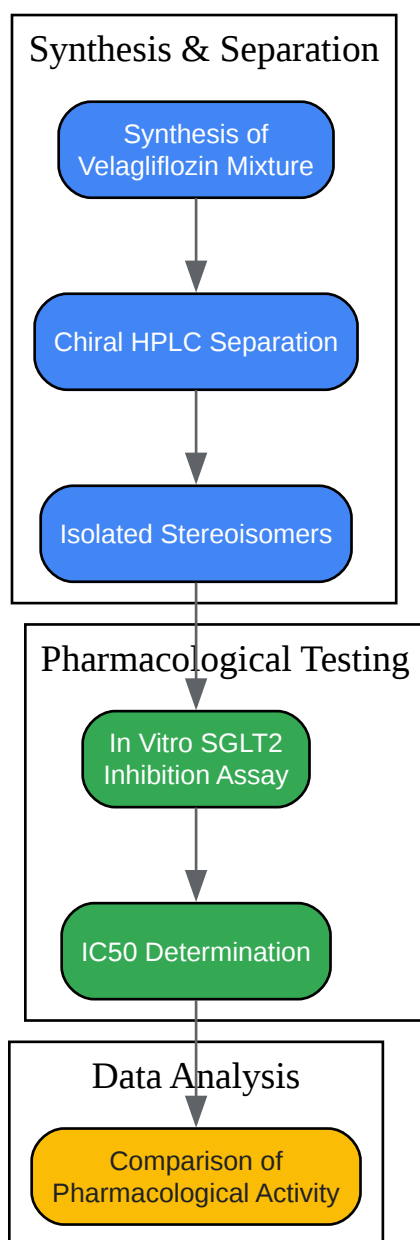 Synthesis & Separation
Synthesis of
Velagliflozin Mixture
Chiral HPLC Separation
Isolated Stereoisomers
Pharmacological Testing
In Vitro SGLT2
Inhibition Assay
IC50 Determination
Data Analysis
Comparison of
Pharmacological Activity